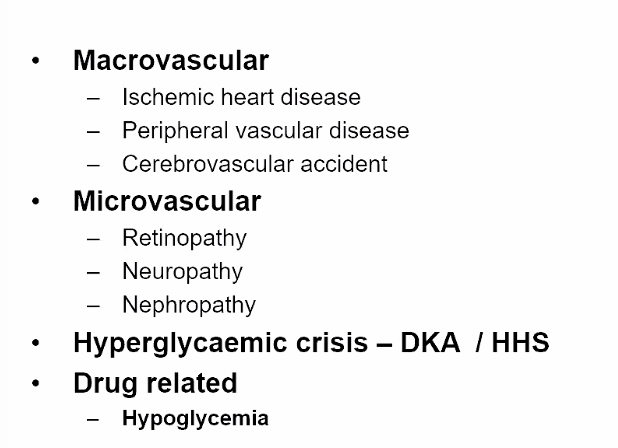 • Macrovascular
– Ischemic heart disease
– Peripheral vascular disease
– Cerebrovascular accident
• Microvascular
– Retinopathy
– Neuropathy
– Nephropathy
• Hyperglycaemic crisis – DKA / HHS
• Drug related
– Hypoglycemia